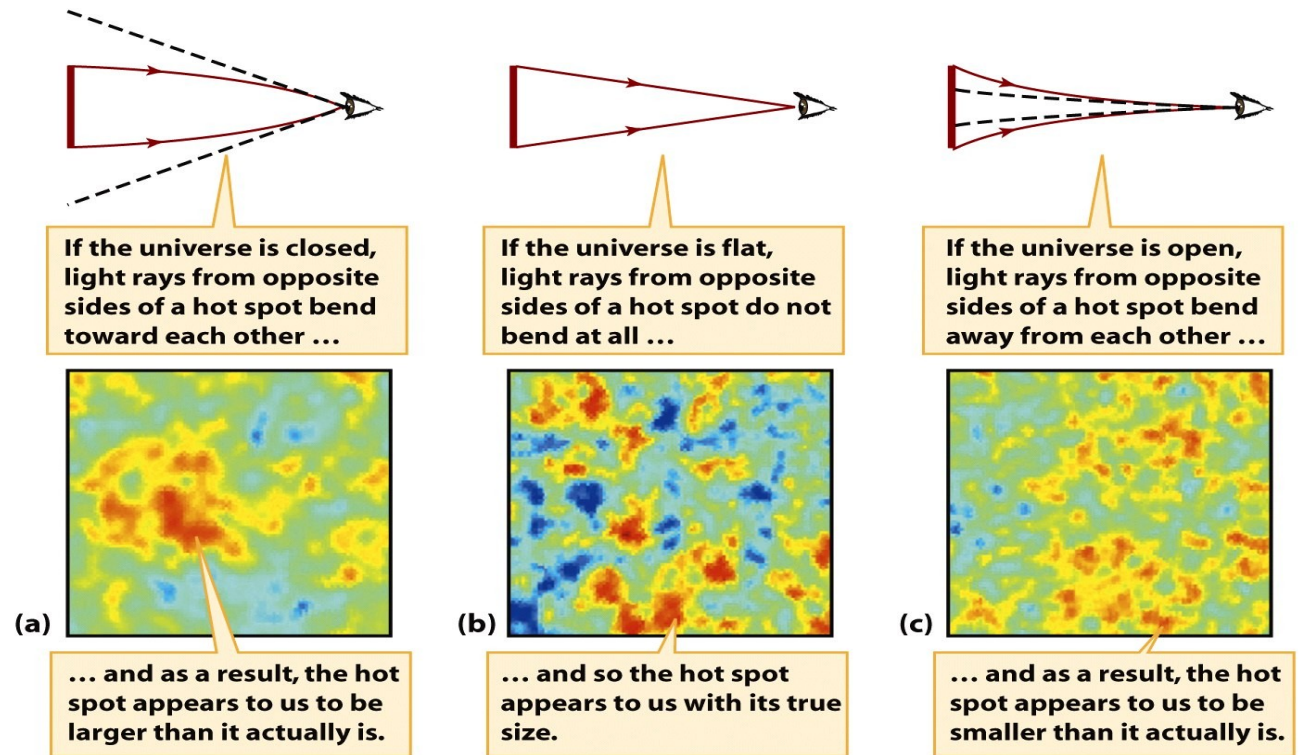 If the universe is closed,
light rays from opposite
sides of a hot spot bend
toward each other ...
If the universe is flat,
light rays from opposite
sides of a hot spot do not
bend at all ...
If the universe is open,
light rays from opposite
sides of a hot spot bend
away from each other ...
(a)
(b)
(c)
... and as a result, the hot
spot appears to us to be
larger than it actually is.
... and so the hot spot
appears to us with its true
size.
... and as a result, the hot
spot appears to us to be
smaller than it actually is.